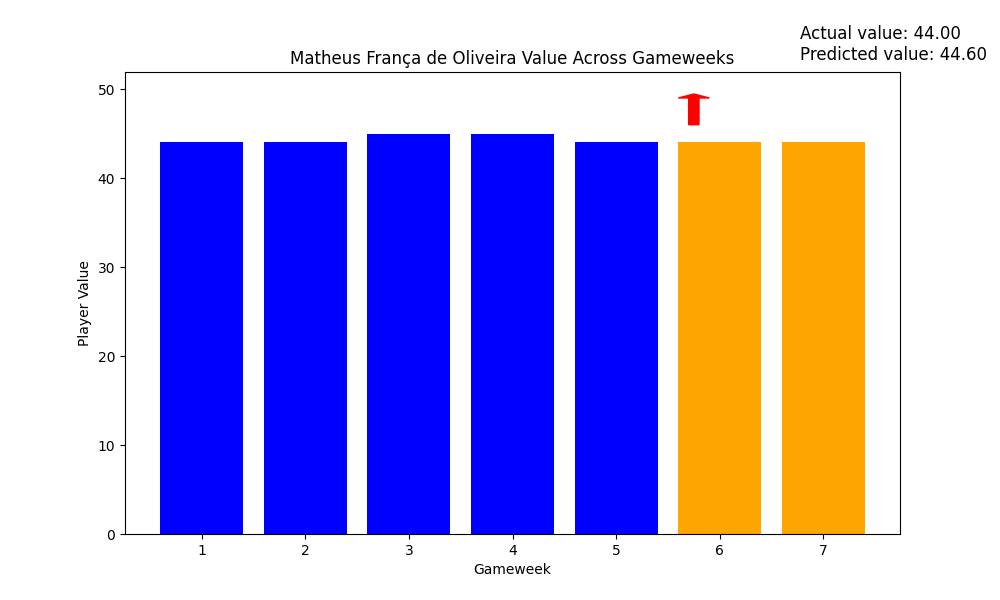 Actual value: 44.00
Predicted value: 44.60
Matheus França de Oliveira Value Across Gameweeks
50
40
30
20
10
0
Player Value
1 2 3 4 5 6 7
Gameweek